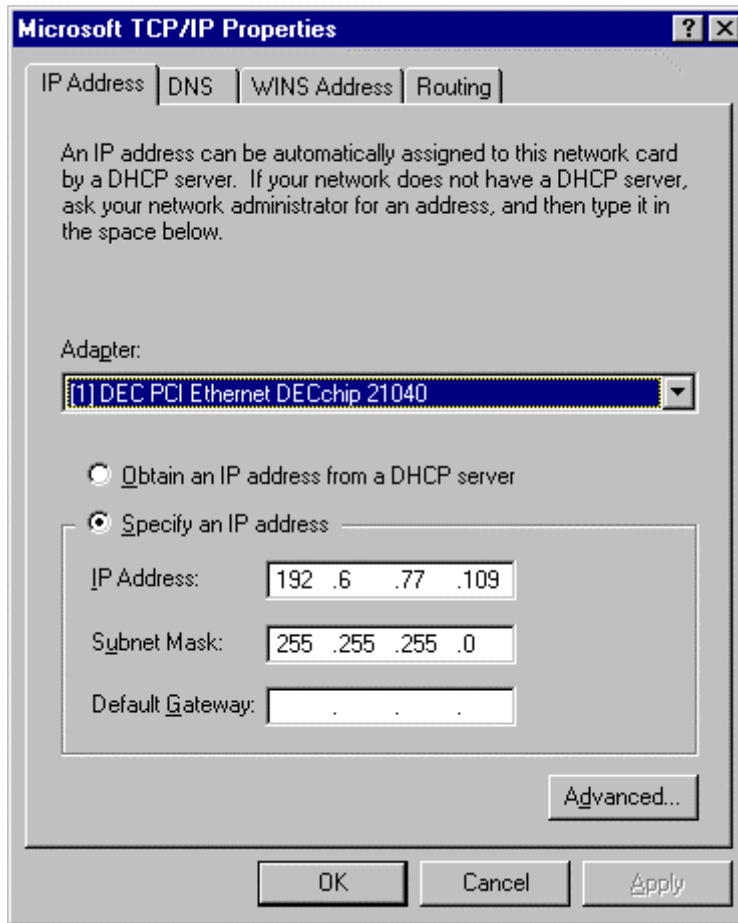 Microsoft TCP/IP Properties
IP Address DNS WINS Address Routing
An IP address can be automatically assigned to this network card
by a DHCP server. If your network does not have a DHCP server,
ask your network administrator for an address, and then type it in
the space below.
Adapter:
[1] DEC PCI Ethernet DECchip 21040
Obtain an IP address from a DHCP server
Specify an IP address
IP Address: 192 .6 .77 .109
Subnet Mask: 255 .255 .255 .0
Default Gateway: . . .
Advanced...
OK Cancel Apply